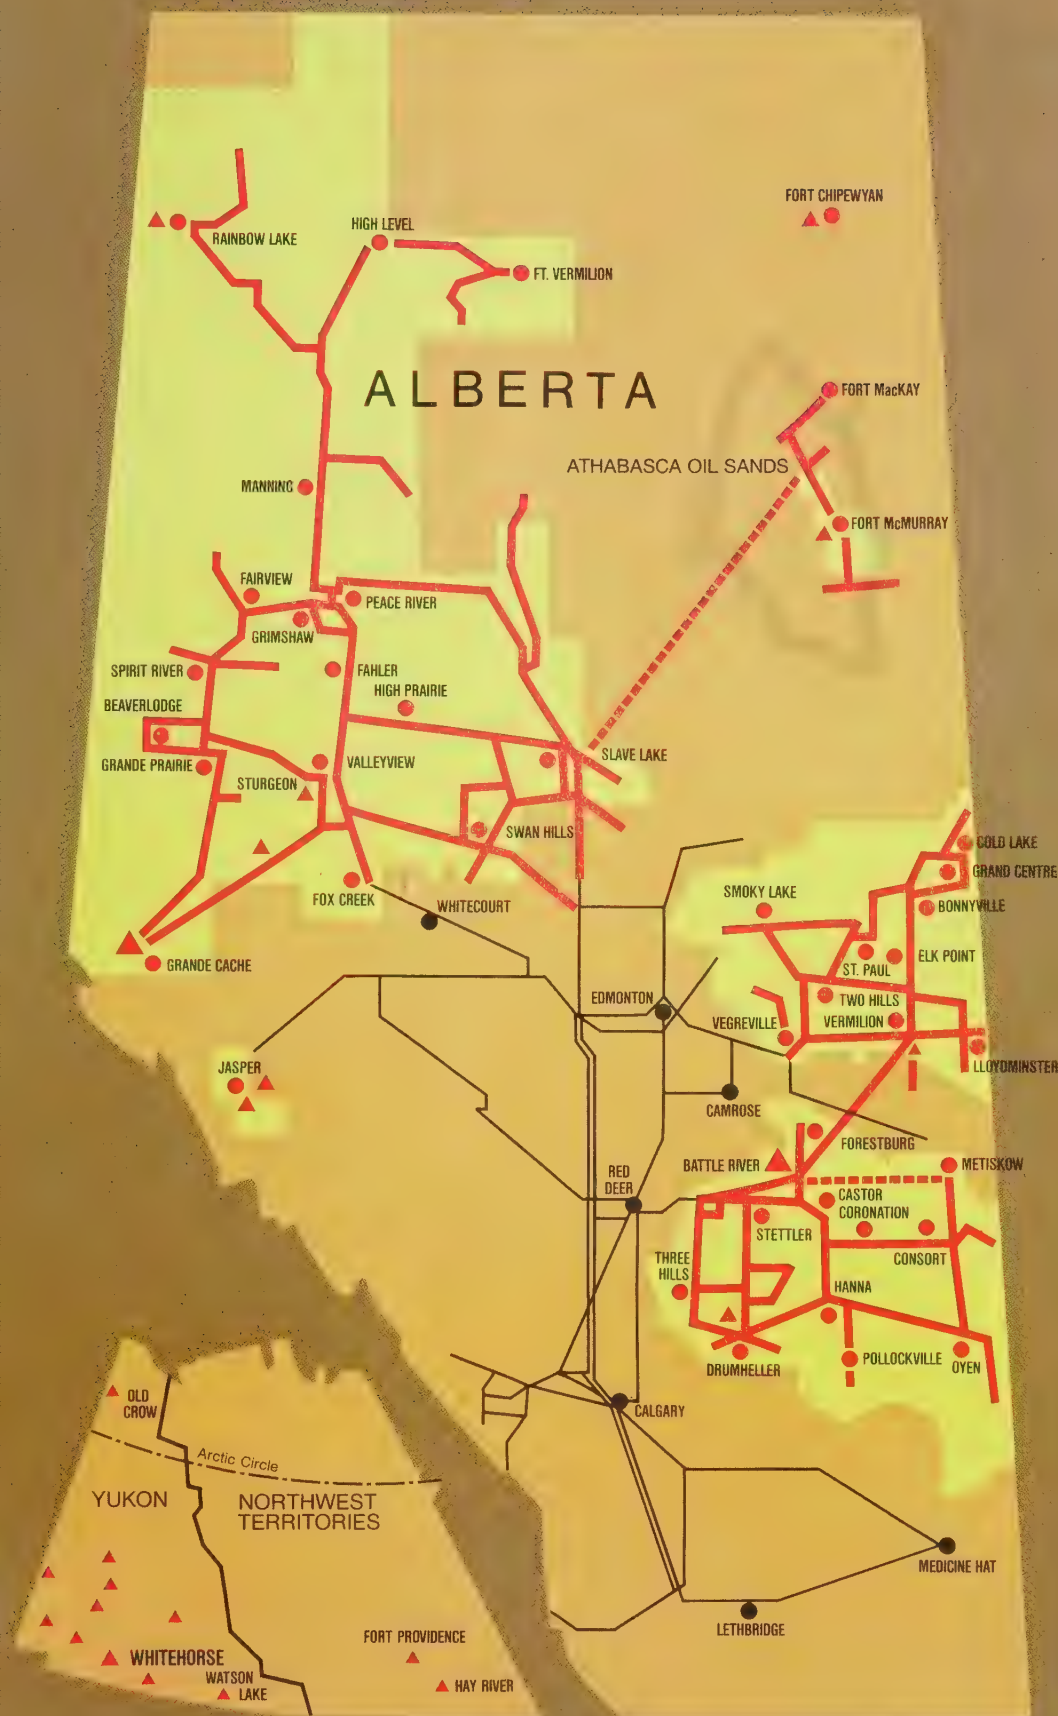 FORT CHIPEWYAN
RAINBOW LAKE
HIGH LEVEL
FT. VERMILION
ALBERTA
FORT MacKAY
ATHABASCA OIL SANDS
MANNING
FORT McMURRAY
FAIRVIEW
PEACE RIVER
GRIMSHAW
SPIRIT RIVER
FAHLER
HIGH PRAIRIE
BEAVERLODGE
GRANDE PRAIRIE
VALLEYVIEW
SLAVE LAKE
STURGEON
SWAN HILLS
COLD LAKE
GRAND CENTRE
FOX CREEK
WHITECOURT
SMOKY LAKE
BONNYVILLE
GRANDE CACHE
ST. PAUL
ELK POINT
EDMONTON
TWO HILLS
VEGREVILLE
VERMILION
JASPER
LLOYDMINSTER
CAMROSE
FORESTBURG
BATTLE RIVER
METISKOW
RED
DEER
CASTOR
CORONATION
STETTLER
CONSORT
THREE
HILLS
HANNA
DRUMHELLER
POLLOCKVILLE
OYEN
CALGARY
OLD
CROW
Arctic Circle
YUKON
NORTHWEST
TERRITORIES
MEDICINE HAT
LETHBRIDGE
FORT PROVIDENCE
WHITEHORSE
WATSON
LAKE
HAY RIVER